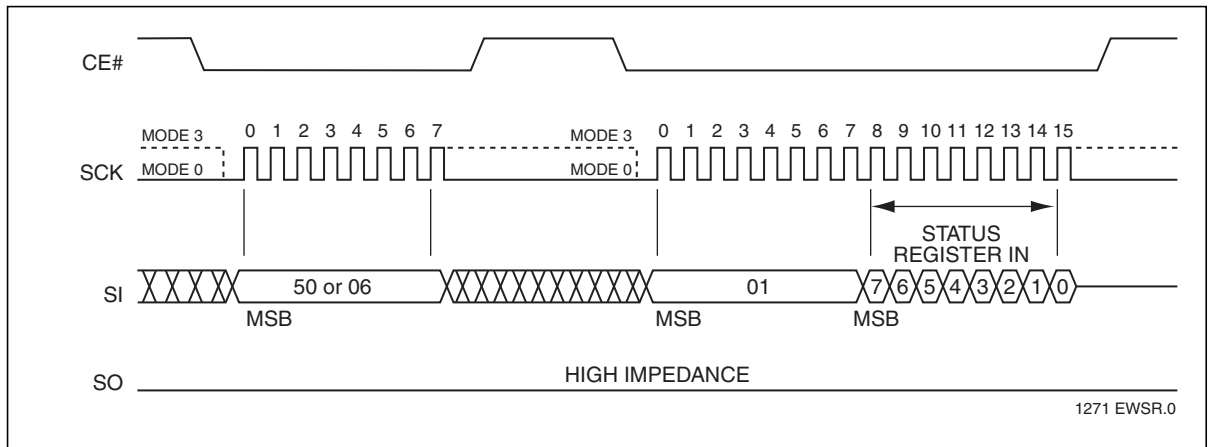 CE#
MODE 3 0 1 2 3 4 5 6 7 MODE 3 0 1 2 3 4 5 6 7 8 9 10 11 12 13 14 15
SCK MODE 0 MODE 0
STATUS
REGISTER IN
SI 50 or 06 01 7 6 5 4 3 2 1 0
MSB MSB MSB
SO HIGH IMPEDANCE
1271 EWSR.0